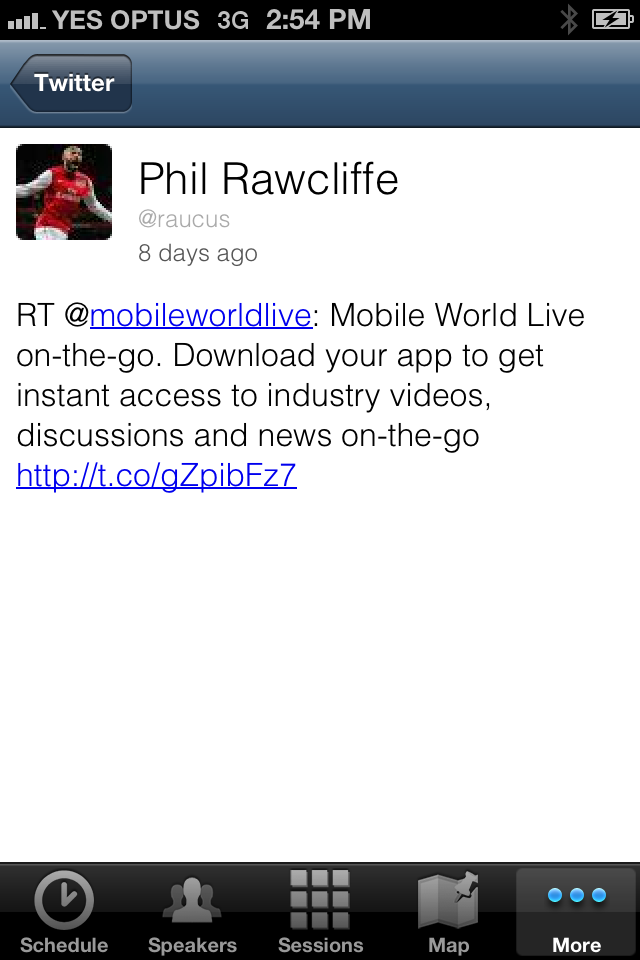 YES OPTUS 3G 2:54 PM
Twitter
Phil Rawcliffe
@raucus
8 days ago
RT @mobileworldlive: Mobile World Live
on-the-go. Download your app to get
instant access to industry videos,
discussions and news on-the-go
http://t.co/gZpibFz7
Schedule Speakers Sessions Map More